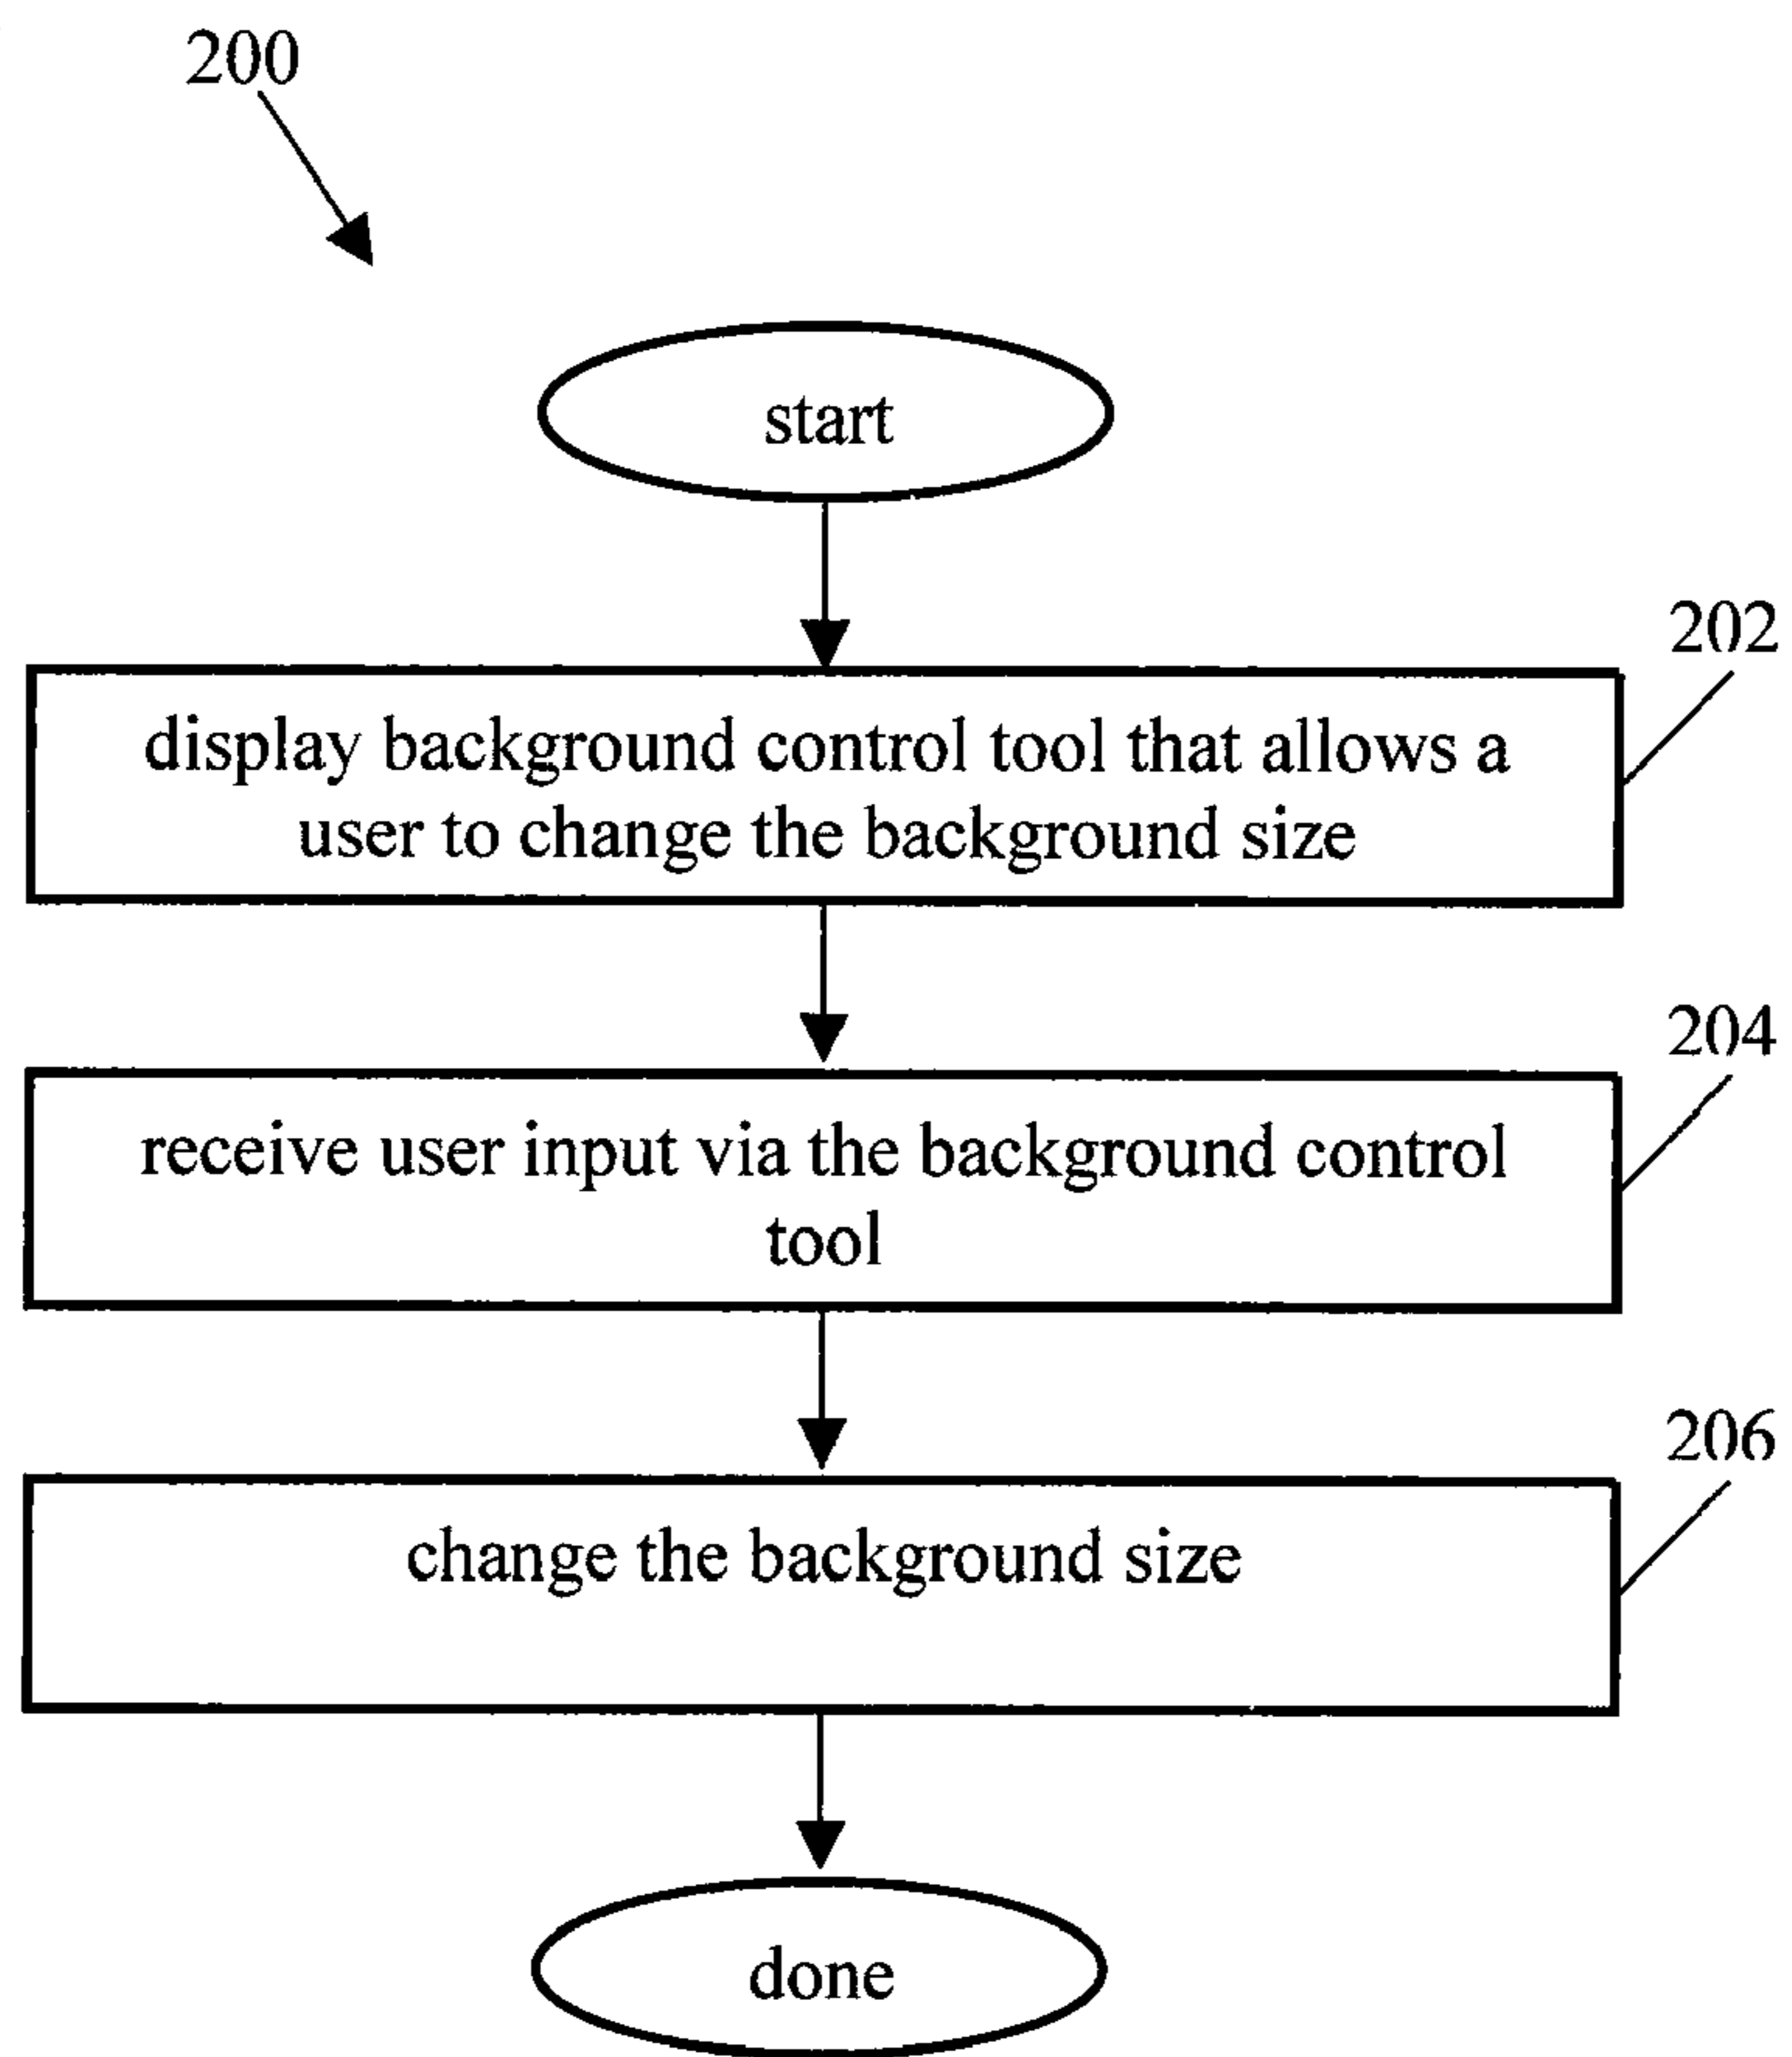 200
start
202
display background control tool that allows a
user to change the background size
204
receive user input via the background control
tool
206
change the background size
done